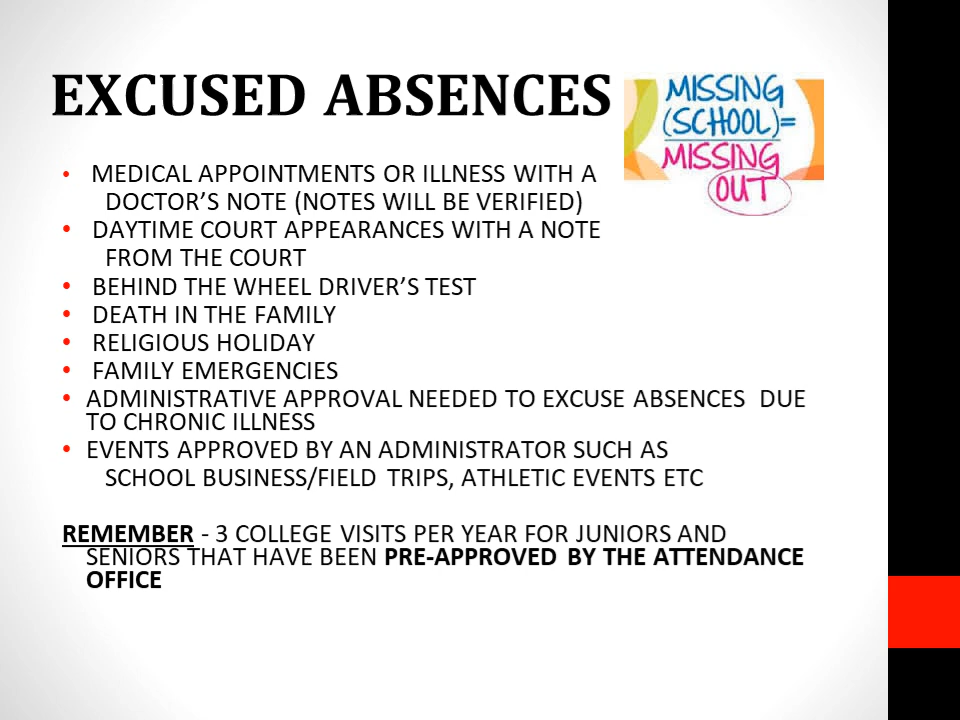 EXCUSED ABSENCES
MISSING
(SCHOOL)=
MISSING
OUT
• MEDICAL APPOINTMENTS OR ILLNESS WITH A
DOCTOR’S NOTE (NOTES WILL BE VERIFIED)
• DAYTIME COURT APPEARANCES WITH A NOTE
FROM THE COURT
• BEHIND THE WHEEL DRIVER’S TEST
• DEATH IN THE FAMILY
• RELIGIOUS HOLIDAY
• FAMILY EMERGENCIES
• ADMINISTRATIVE APPROVAL NEEDED TO EXCUSE ABSENCES DUE
TO CHRONIC ILLNESS
• EVENTS APPROVED BY AN ADMINISTRATOR SUCH AS
SCHOOL BUSINESS/FIELD TRIPS, ATHLETIC EVENTS ETC
REMEMBER - 3 COLLEGE VISITS PER YEAR FOR JUNIORS AND
SENIORS THAT HAVE BEEN PRE-APPROVED BY THE ATTENDANCE
OFFICE